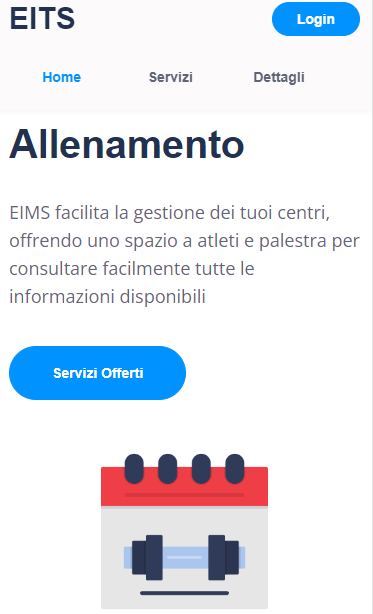 EITS
Login
Home Servizi Dettagli
Allenamento
EIMS facilita la gestione dei tuoi centri,
offrendo uno spazio a atleti e palestra per
consultare facilmente tutte le
informazioni disponibili
Servizi Offerti